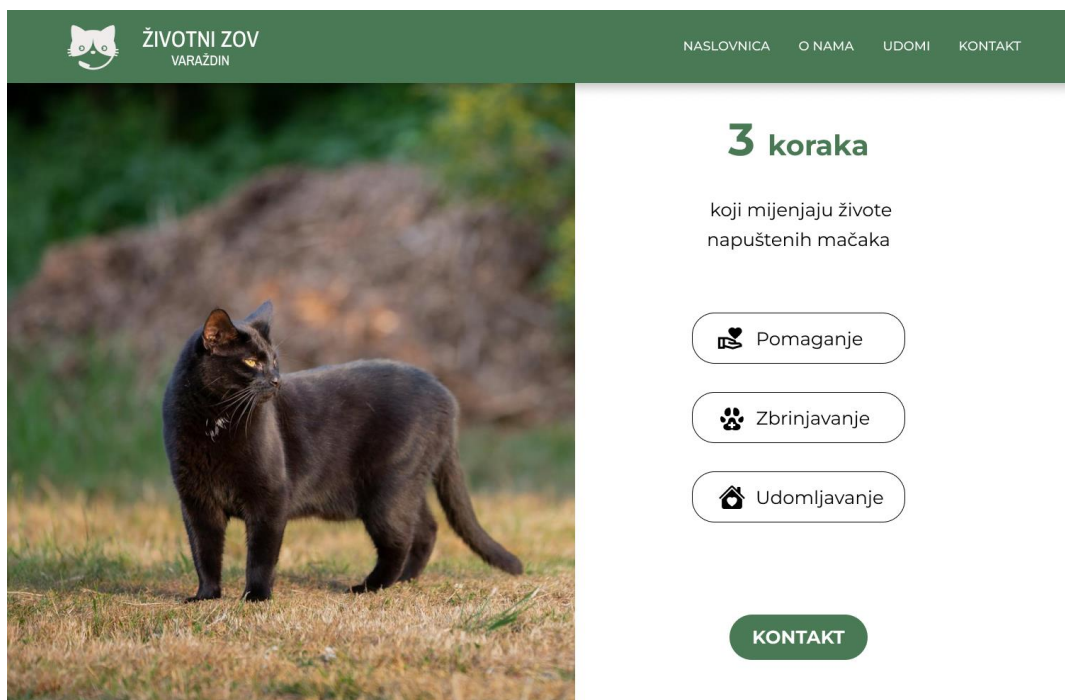 ŽIVOTNI ZOV
VARAŽDIN
NASLOVNICA O NAMA UDOMI KONTAKT
3 koraka
koji mijenjaju živote
napuštenih mačaka
Pomaganje
Zbrinjavanje
Udomljavanje
KONTAKT